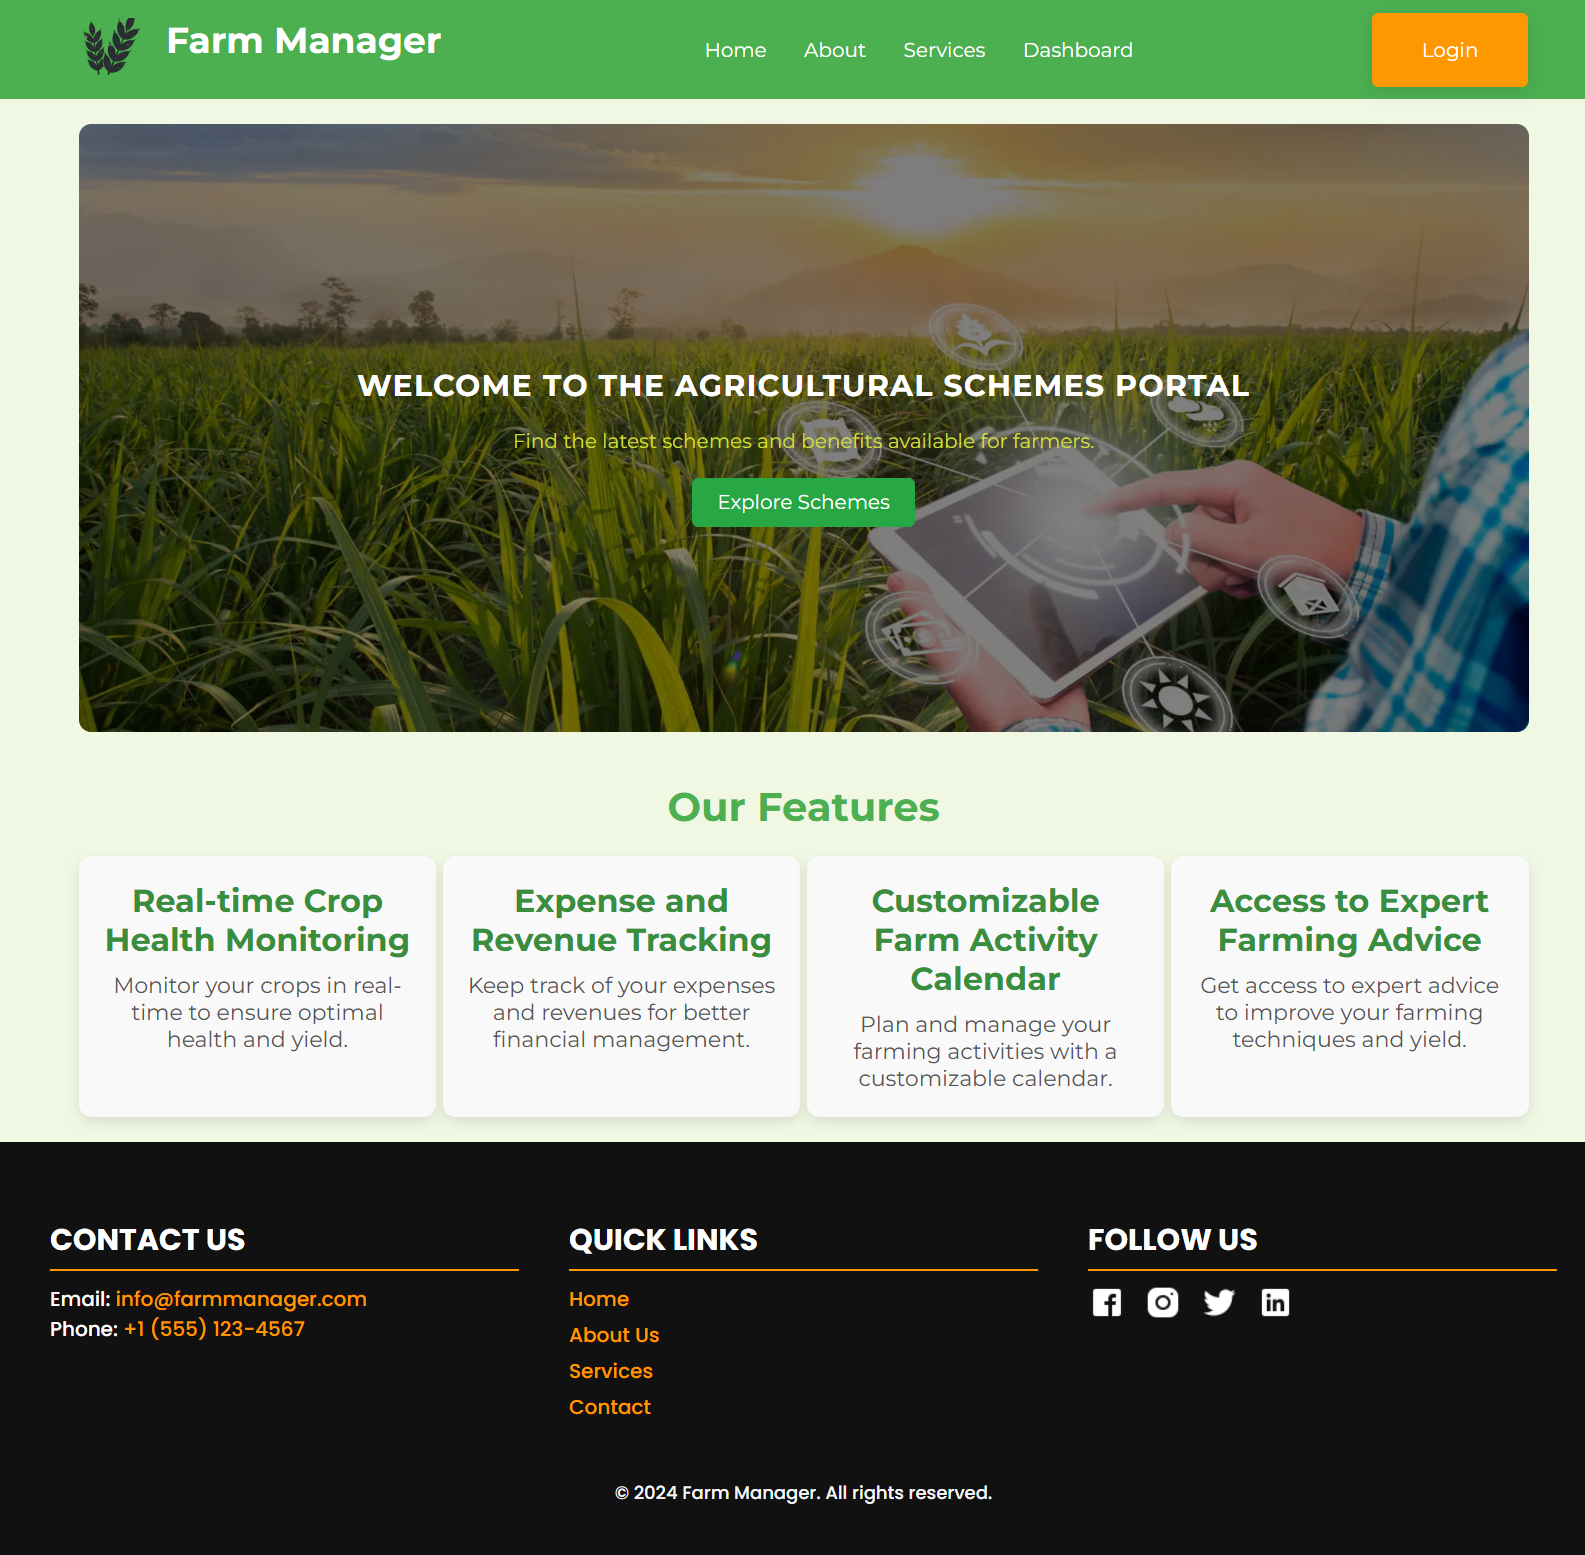 Farm Manager
Home About Services Dashboard
Login
WELCOME TO THE AGRICULTURAL SCHEMES PORTAL
Find the latest schemes and benefits available for farmers.
Explore Schemes
Our Features
Real-time Crop
Health Monitoring
Monitor your crops in real-
time to ensure optimal
health and yield.
Expense and
Revenue Tracking
Keep track of your expenses
and revenues for better
financial management.
Customizable
Farm Activity
Calendar
Plan and manage your
farming activities with a
customizable calendar.
Access to Expert
Farming Advice
Get access to expert advice
to improve your farming
techniques and yield.
CONTACT US
Email: info@farmmanager.com
Phone: +1 (555) 123-4567
QUICK LINKS
Home
About Us
Services
Contact
FOLLOW US
© 2024 Farm Manager. All rights reserved.